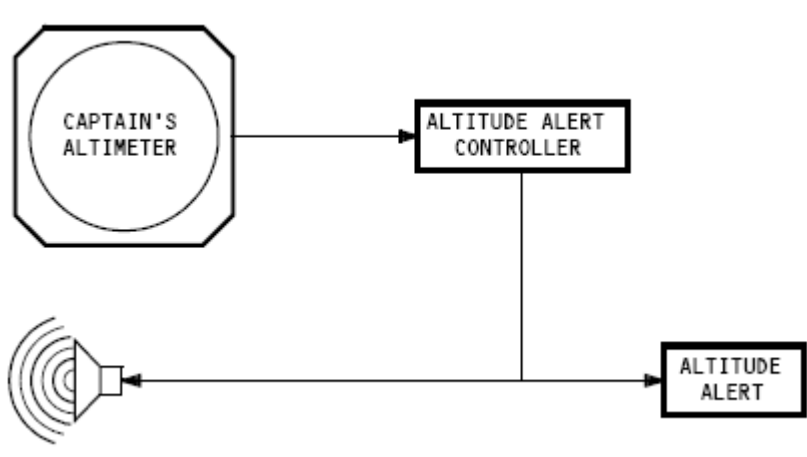 CAPTAIN'S
ALTIMETER
ALTITUDE ALERT
CONTROLLER
ALTITUDE
ALERT